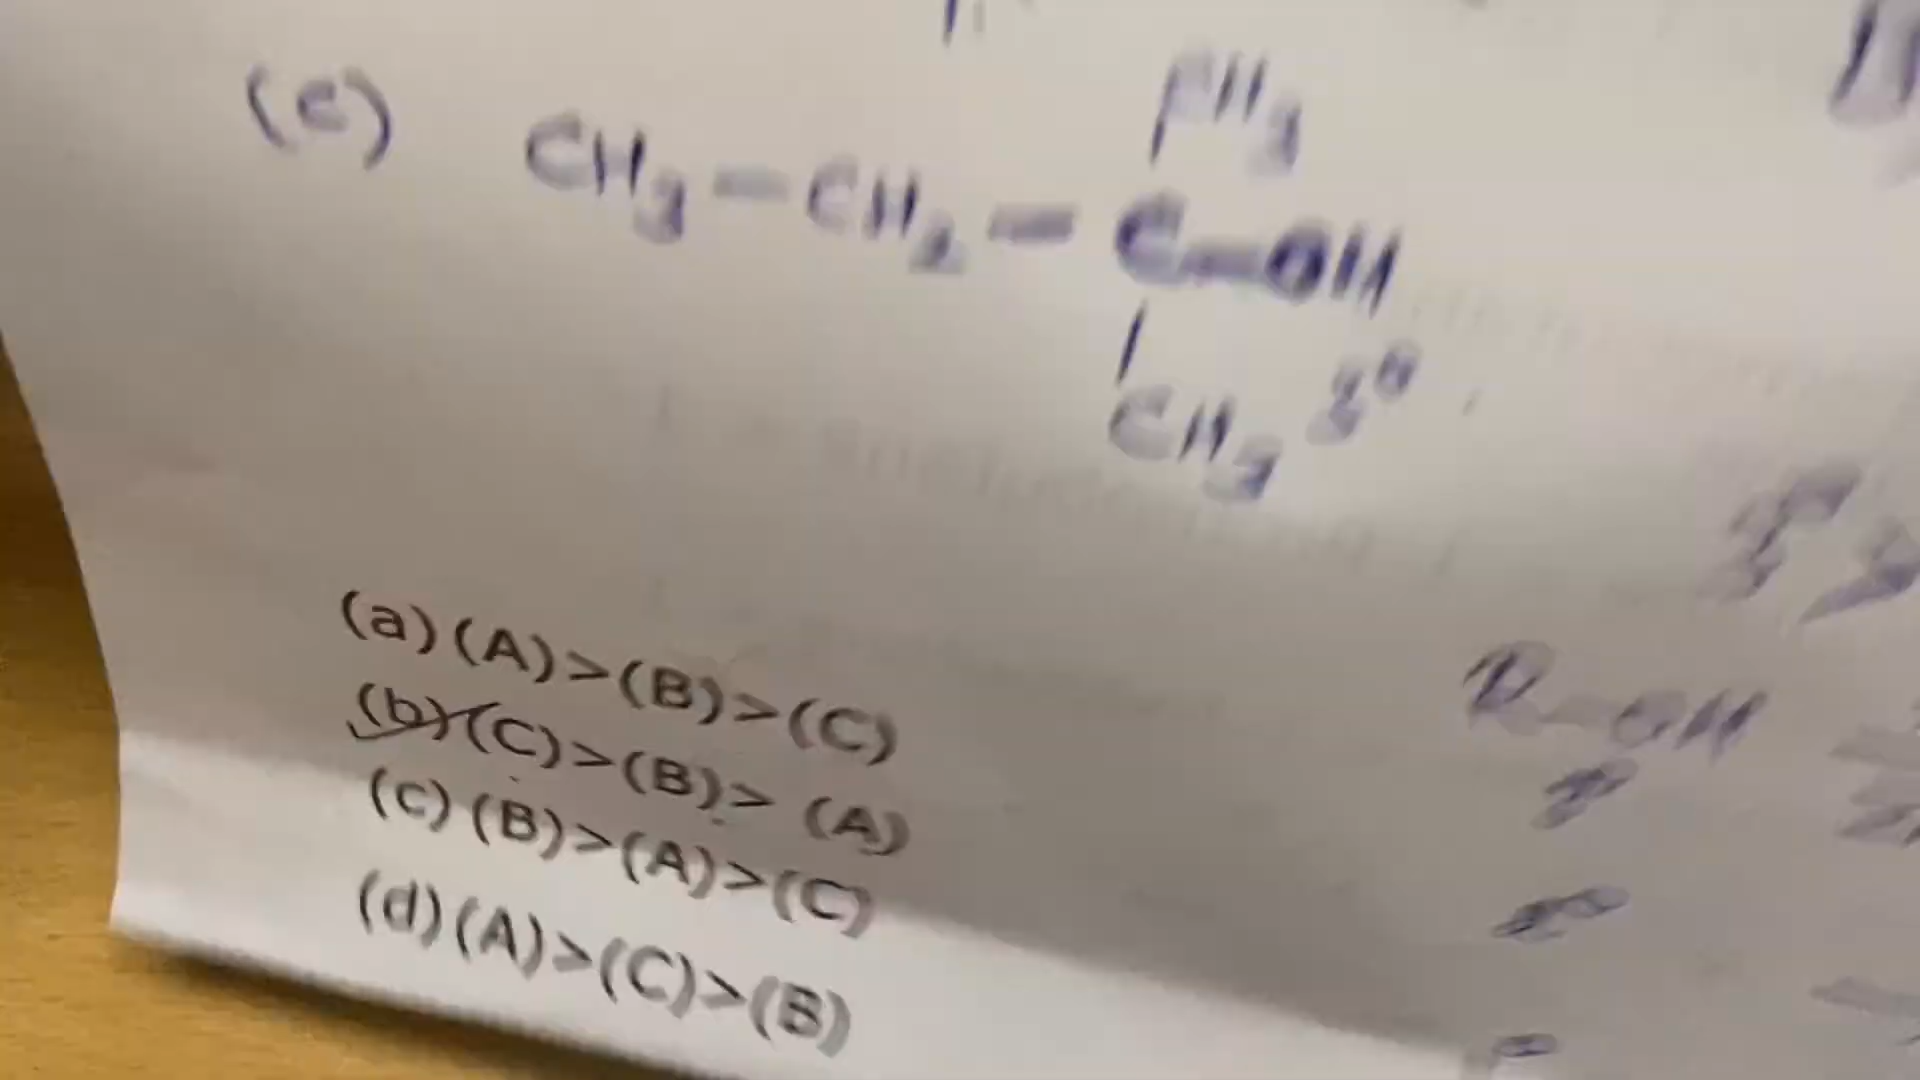 (c) CH3 - CH2 - C - OH
CH3
|
CH3 3°
(a) (A) > (B) > (C)
(b) (C) > (B) > (A)
(c) (B) > (A) > (C)
(d) (A) > (C) > (B)
R-OH